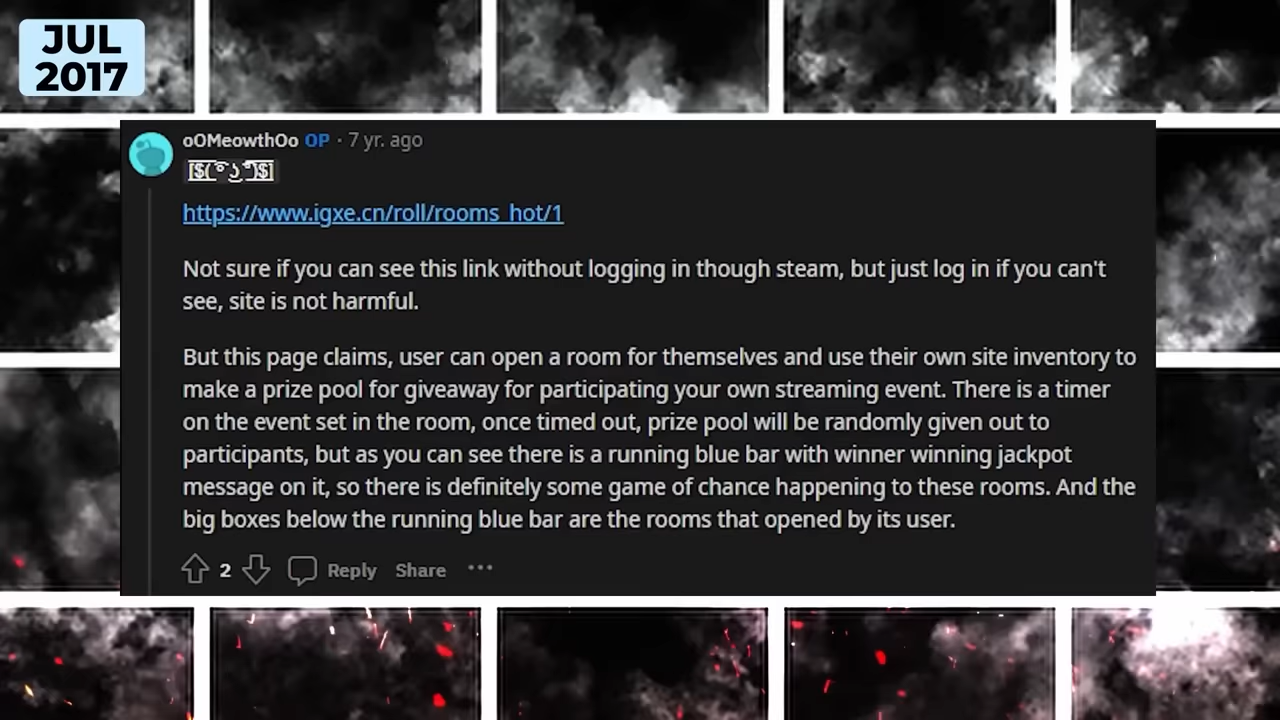 JUL
2017
oOMeowthOo OP · 7 yr. ago
https://www.igxe.cn/roll/rooms_hot/1
Not sure if you can see this link without logging in though steam, but just log in if you can't
see, site is not harmful.
But this page claims, user can open a room for themselves and use their own site inventory to
make a prize pool for giveaway for participating your own streaming event. There is a timer
on the event set in the room, once timed out, prize pool will be randomly given out to
participants, but as you can see there is a running blue bar with winner winning jackpot
message on it, so there is definitely some game of chance happening to these rooms. And the
big boxes below the running blue bar are the rooms that opened by its user.
2 Reply Share ···